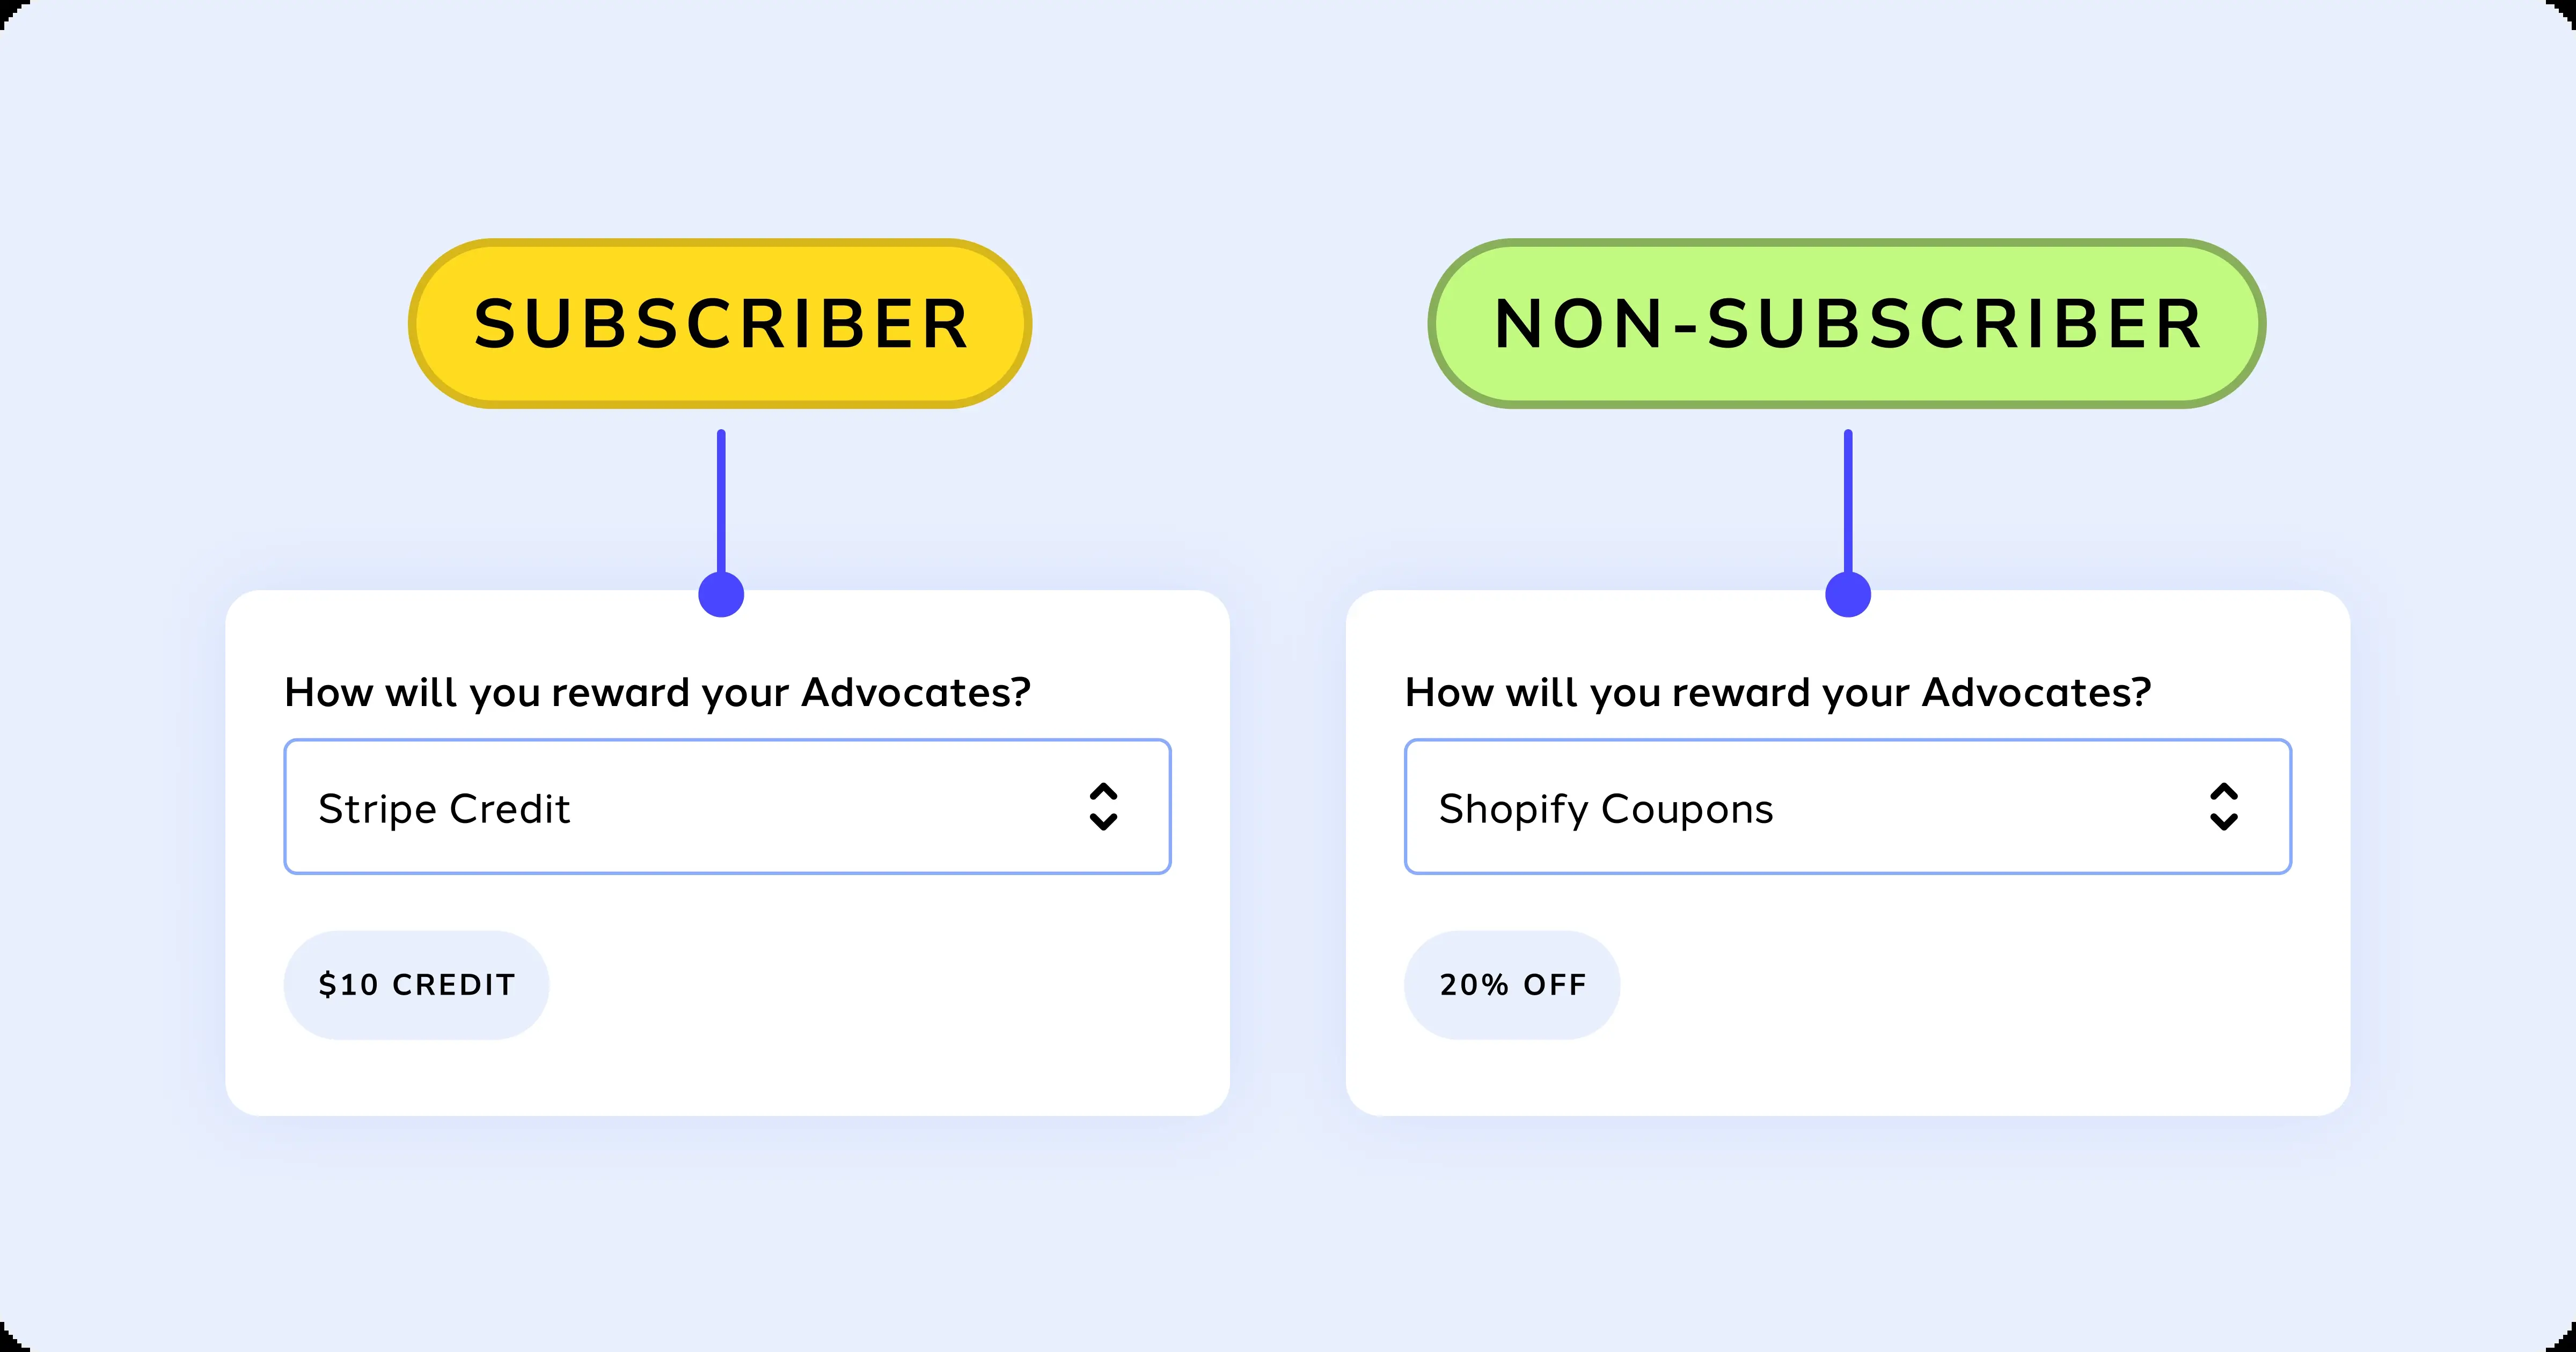 SUBSCRIBER
How will you reward your Advocates?
Stripe Credit
$10 CREDIT
NON-SUBSCRIBER
How will you reward your Advocates?
Shopify Coupons
20% OFF